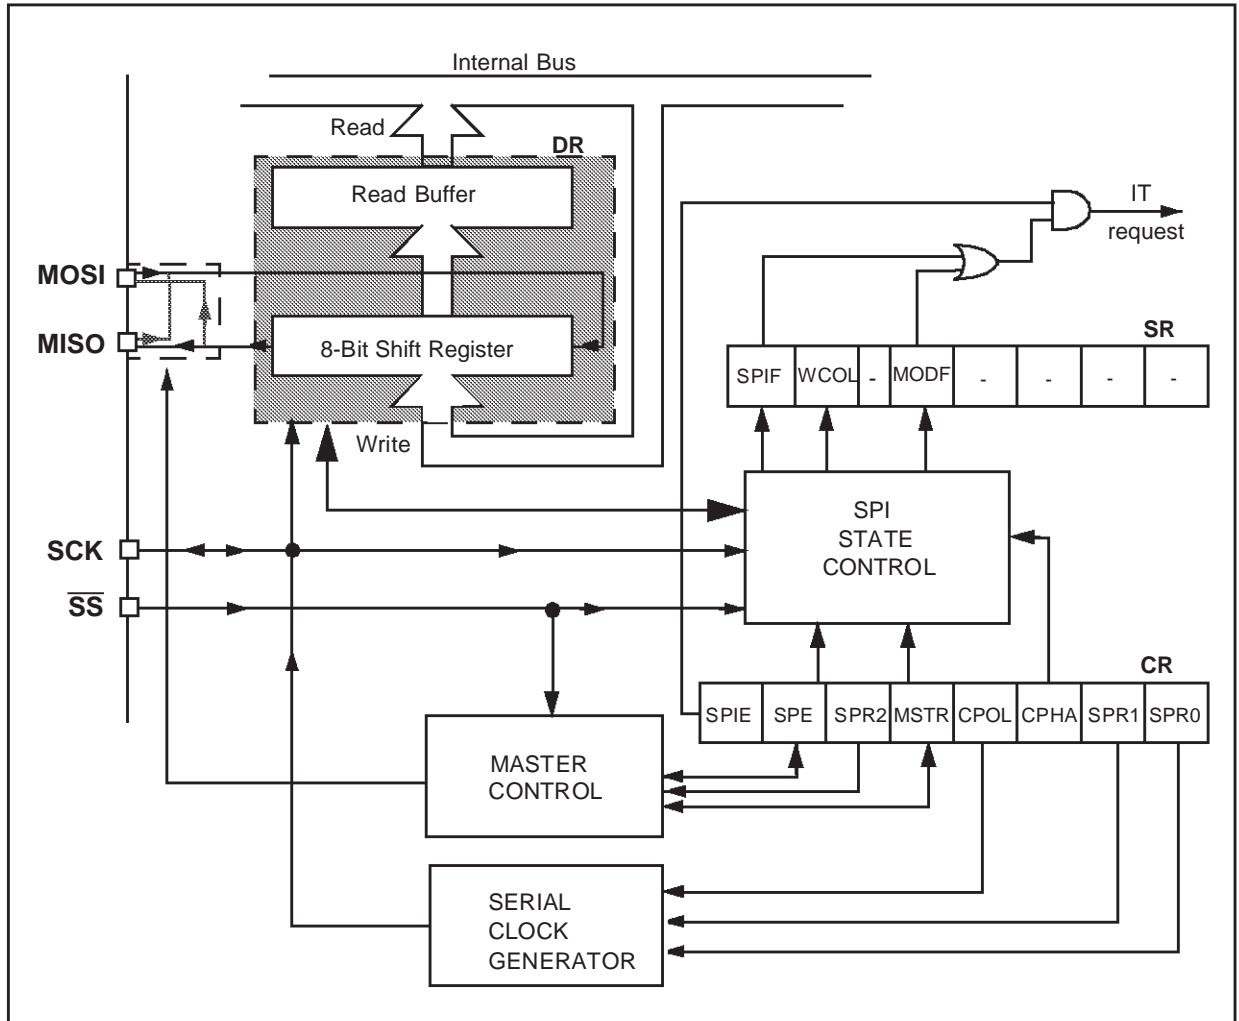 Internal Bus
Read
DR
Read Buffer
IT
request
MOSI
MISO
8-Bit Shift Register
SR
SPIF WCOL - MODF - - - -
Write
SPI
STATE
CONTROL
SCK
SS
CR
SPIE SPE SPR2 MSTR CPOL CPHA SPR1 SPR0
MASTER
CONTROL
SERIAL
CLOCK
GENERATOR